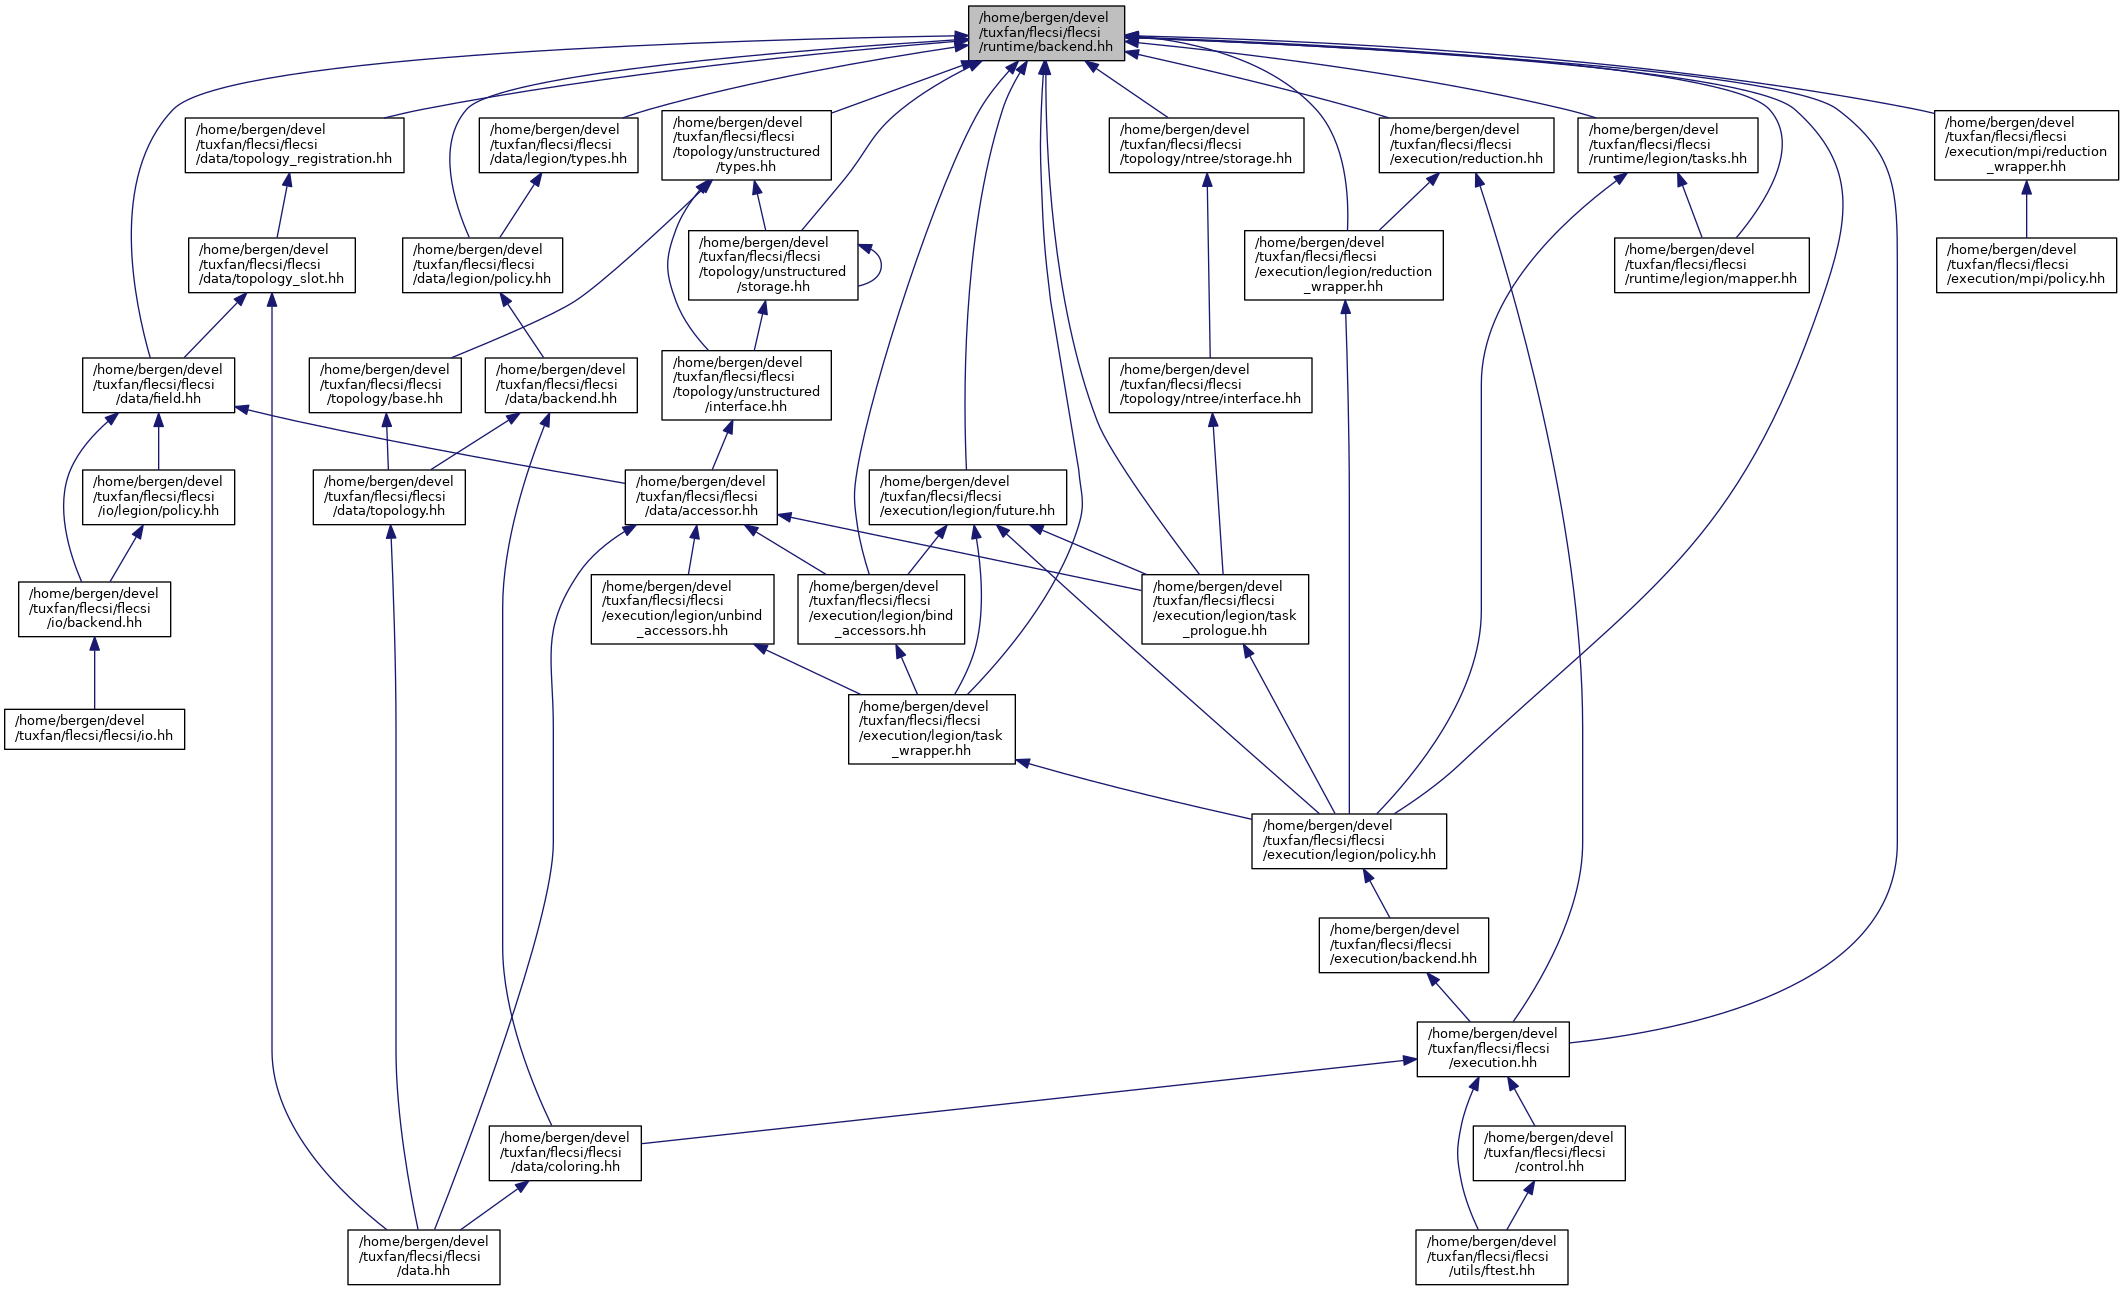 /home/bergen/devel
/tuxfan/flecsi/flecsi
/runtime/backend.hh
/home/bergen/devel
/tuxfan/flecsi/flecsi
/data/topology_registration.hh
/home/bergen/devel
/tuxfan/flecsi/flecsi
/data/legion/types.hh
/home/bergen/devel
/tuxfan/flecsi/flecsi
/topology/unstructured
/types.hh
/home/bergen/devel
/tuxfan/flecsi/flecsi
/topology/ntree/storage.hh
/home/bergen/devel
/tuxfan/flecsi/flecsi
/execution/reduction.hh
/home/bergen/devel
/tuxfan/flecsi/flecsi
/runtime/legion/tasks.hh
/home/bergen/devel
/tuxfan/flecsi/flecsi
/execution/mpi/reduction
_wrapper.hh
/home/bergen/devel
/tuxfan/flecsi/flecsi
/data/topology_slot.hh
/home/bergen/devel
/tuxfan/flecsi/flecsi
/data/legion/policy.hh
/home/bergen/devel
/tuxfan/flecsi/flecsi
/topology/unstructured
/storage.hh
/home/bergen/devel
/tuxfan/flecsi/flecsi
/execution/legion/reduction
_wrapper.hh
/home/bergen/devel
/tuxfan/flecsi/flecsi
/runtime/legion/mapper.hh
/home/bergen/devel
/tuxfan/flecsi/flecsi
/execution/mpi/policy.hh
/home/bergen/devel
/tuxfan/flecsi/flecsi
/data/field.hh
/home/bergen/devel
/tuxfan/flecsi/flecsi
/topology/base.hh
/home/bergen/devel
/tuxfan/flecsi/flecsi
/data/backend.hh
/home/bergen/devel
/tuxfan/flecsi/flecsi
/topology/unstructured
/interface.hh
/home/bergen/devel
/tuxfan/flecsi/flecsi
/topology/ntree/interface.hh
/home/bergen/devel
/tuxfan/flecsi/flecsi
/io/legion/policy.hh
/home/bergen/devel
/tuxfan/flecsi/flecsi
/data/topology.hh
/home/bergen/devel
/tuxfan/flecsi/flecsi
/data/accessor.hh
/home/bergen/devel
/tuxfan/flecsi/flecsi
/execution/legion/future.hh
/home/bergen/devel
/tuxfan/flecsi/flecsi
/io/backend.hh
/home/bergen/devel
/tuxfan/flecsi/flecsi
/execution/legion/unbind
_accessors.hh
/home/bergen/devel
/tuxfan/flecsi/flecsi
/execution/legion/bind
_accessors.hh
/home/bergen/devel
/tuxfan/flecsi/flecsi
/execution/legion/task
_prologue.hh
/home/bergen/devel
/tuxfan/flecsi/flecsi/io.hh
/home/bergen/devel
/tuxfan/flecsi/flecsi
/execution/legion/task
_wrapper.hh
/home/bergen/devel
/tuxfan/flecsi/flecsi
/execution/legion/policy.hh
/home/bergen/devel
/tuxfan/flecsi/flecsi
/execution/backend.hh
/home/bergen/devel
/tuxfan/flecsi/flecsi
/execution.hh
/home/bergen/devel
/tuxfan/flecsi/flecsi
/data/coloring.hh
/home/bergen/devel
/tuxfan/flecsi/flecsi
/control.hh
/home/bergen/devel
/tuxfan/flecsi/flecsi
/data.hh
/home/bergen/devel
/tuxfan/flecsi/flecsi
/utils/ftest.hh